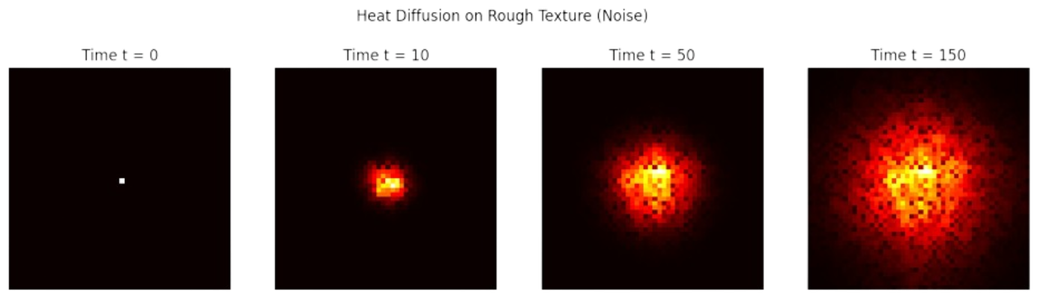 Heat Diffusion on Rough Texture (Noise)
Time t = 0
Time t = 10
Time t = 50
Time t = 150